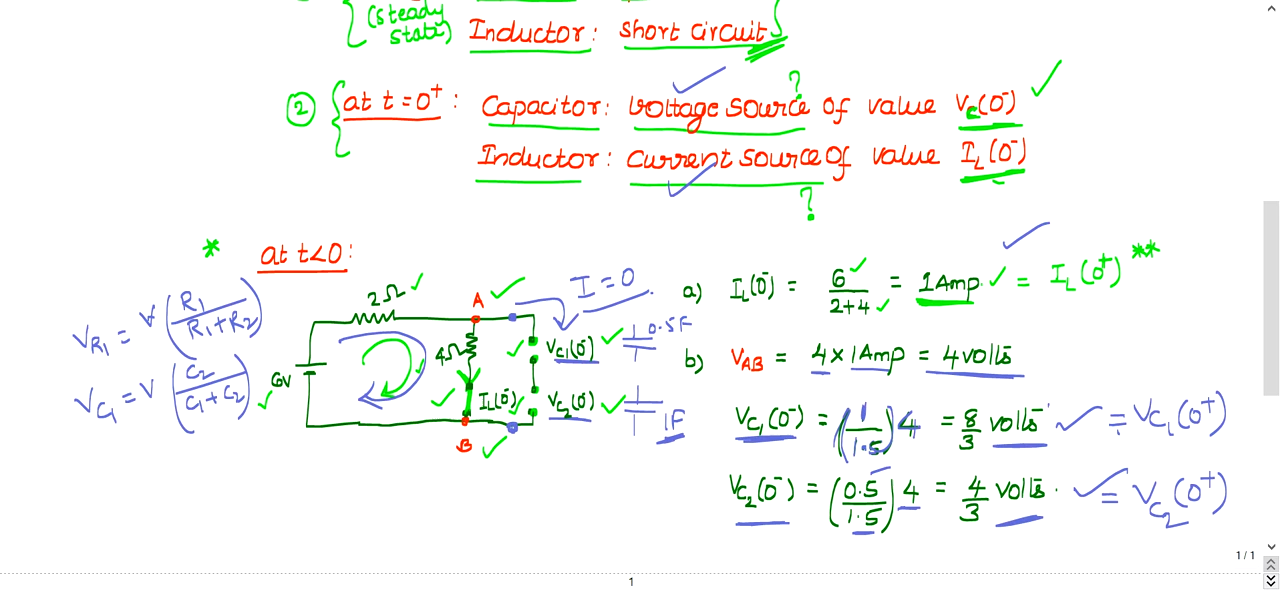 (steady
state)
Inductor: short circuit
② at t=0⁺: Capacitor: voltage source of value Vc(0⁻)
?
Inductor: current source of value I_L(0⁻)
?
* at t<0:
V_R1 = V (R1/(R1+R2))
V_C1 = V (C2/(C1+C2))
6V
2Ω
A
4Ω
I_L(0⁻)
B
I=0
V_C1(0⁻) 0.5F
V_C2(0⁻) 1F
a) I_L(0⁻) = 6/(2+4) = 1Amp. = I_L(0⁺) **
b) V_AB = 4×1Amp = 4volts
V_C1(0⁻) = (1/1.5)4 = 8/3 volts = V_C1(0⁺)
V_C2(0⁻) = (0.5/1.5)4 = 4/3 volts. = V_C2(0⁺)
1/1
1